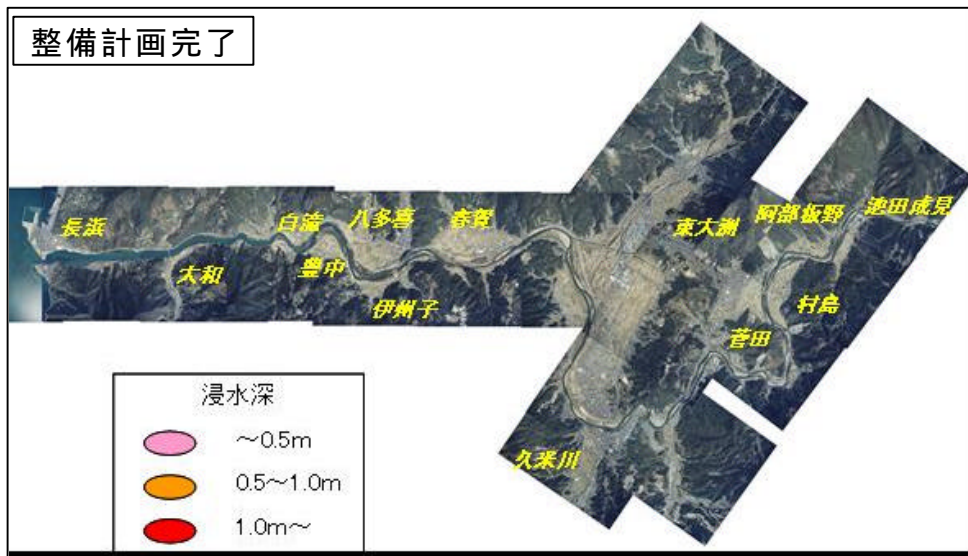 整備計画完了
長浜
大和
白滝
豊中
八多喜
伊州子
春賀
東大洲
阿部板野
池田成見
村島
菅田
久米川
浸水深
～0.5m
0.5～1.0m
1.0m～